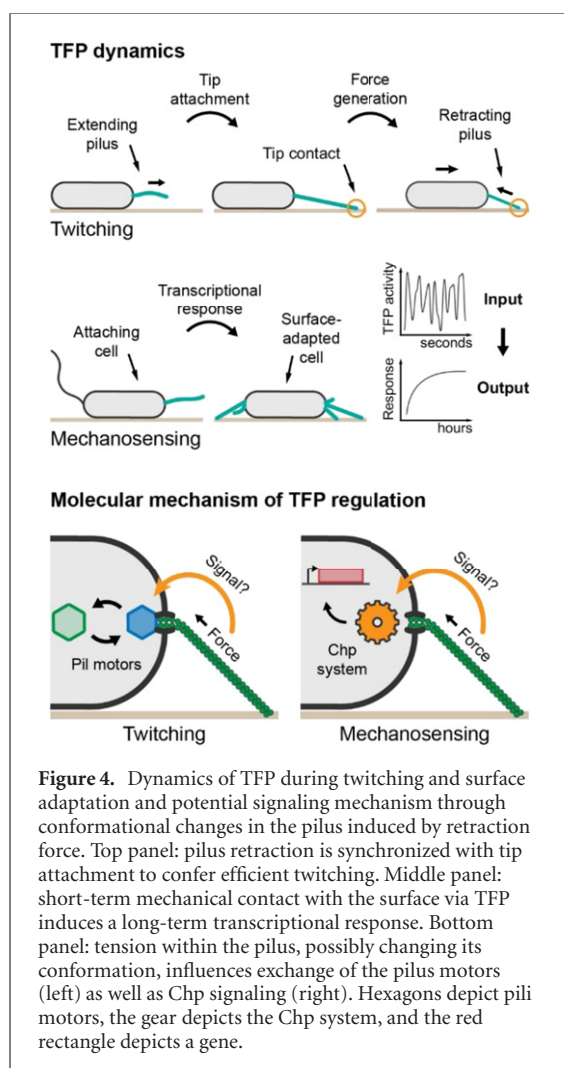 TFP dynamics
Tip
attachment
Force
generation
Extending
pilus
Tip contact
Retracting
pilus
Twitching
Transcriptional
response
Attaching
cell
Surface-
adapted
cell
TFP activity
seconds
Input
Response
hours
Output
Mechanosensing
Molecular mechanism of TFP regulation
Signal?
Force
Pil motors
Twitching
Signal?
Force
Chp
system
Mechanosensing
Figure 4. Dynamics of TFP during twitching and surface
adaptation and potential signaling mechanism through
conformational changes in the pilus induced by retraction
force. Top panel: pilus retraction is synchronized with tip
attachment to confer efficient twitching. Middle panel:
short-term mechanical contact with the surface via TFP
induces a long-term transcriptional response. Bottom
panel: tension within the pilus, possibly changing its
conformation, influences exchange of the pilus motors
(left) as well as Chp signaling (right). Hexagons depict pili
motors, the gear depicts the Chp system, and the red
rectangle depicts a gene.